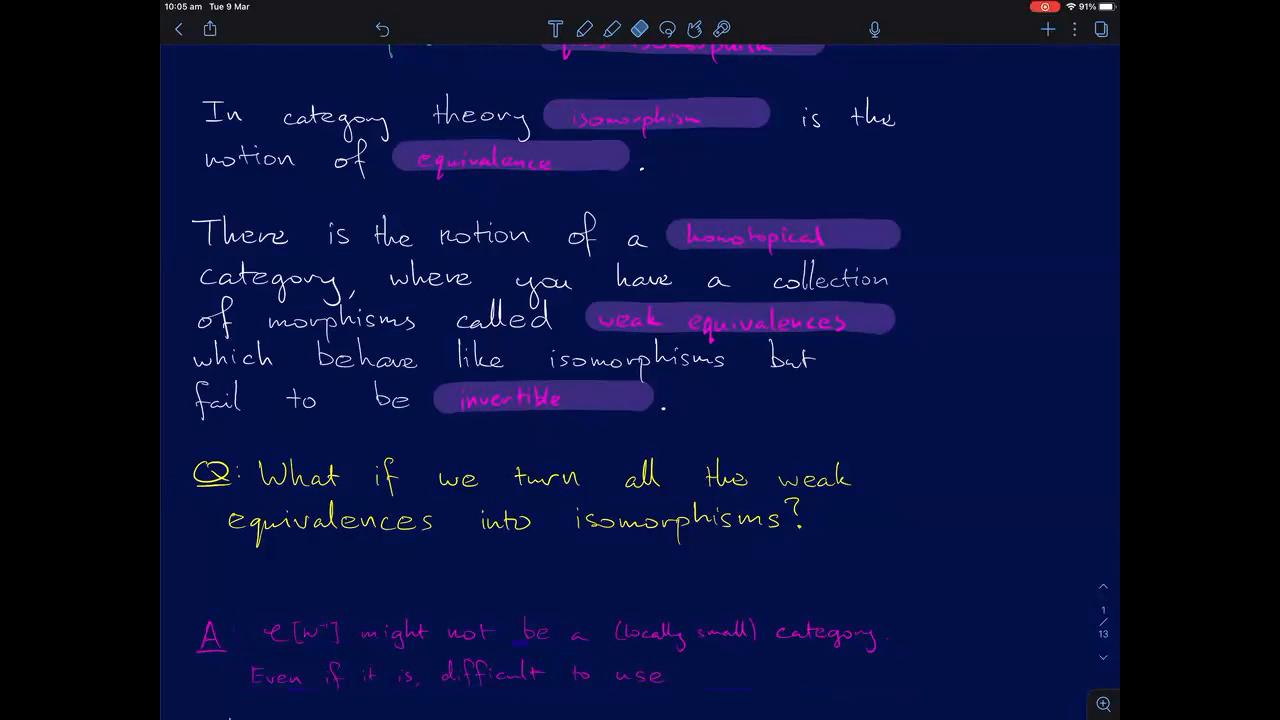 10:05 am Tue 9 Mar
91%
In category theory isomorphism is the
notion of equivalence.
There is the notion of a homotopical
category, where you have a collection
of morphisms called weak equivalences
which behave like isomorphisms but
fail to be invertible.
Q: What if we turn all the weak
equivalences into isomorphisms?
A: C[W⁻¹] might not be a (locally small) category.
Even if it is, difficult to use
1
/
13